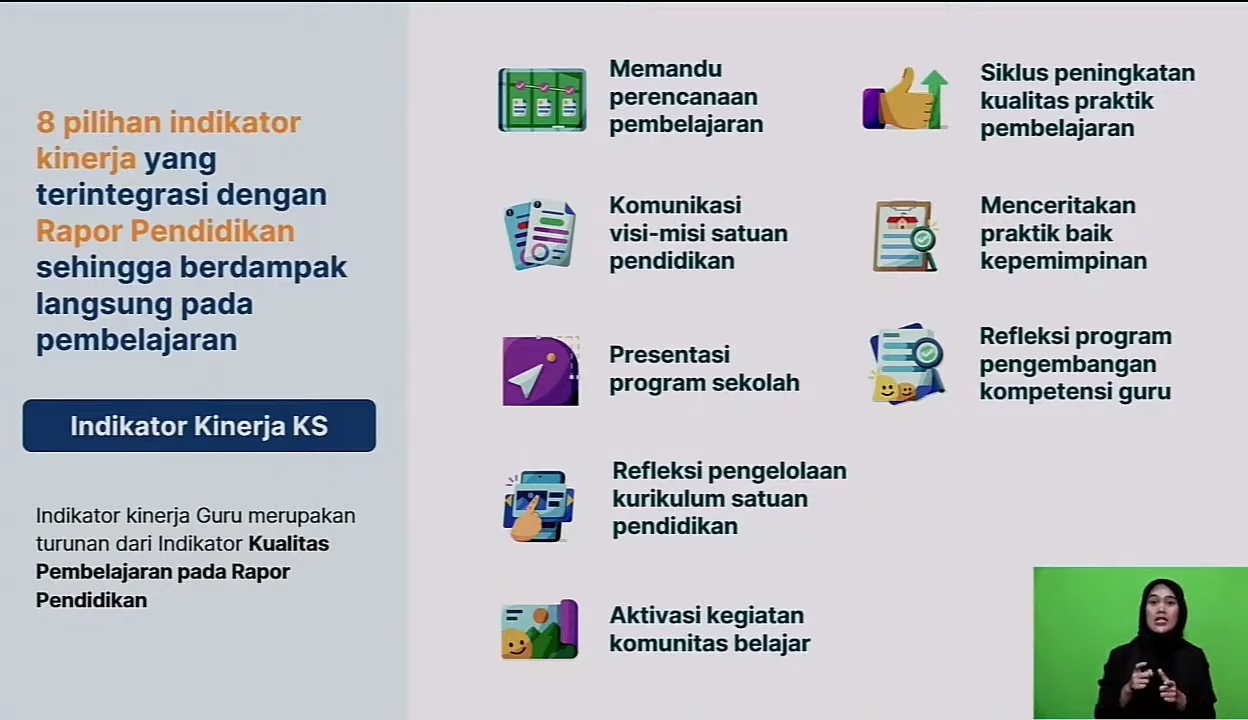 8 pilihan indikator
kinerja yang
terintegrasi dengan
Rapor Pendidikan
sehingga berdampak
langsung pada
pembelajaran
Indikator Kinerja KS
Indikator kinerja Guru merupakan
turunan dari Indikator Kualitas
Pembelajaran pada Rapor
Pendidikan
Memandu
perencanaan
pembelajaran
Komunikasi
visi-misi satuan
pendidikan
Presentasi
program sekolah
Refleksi pengelolaan
kurikulum satuan
pendidikan
Aktivasi kegiatan
komunitas belajar
Siklus peningkatan
kualitas praktik
pembelajaran
Menceritakan
praktik baik
kepemimpinan
Refleksi program
pengembangan
kompetensi guru